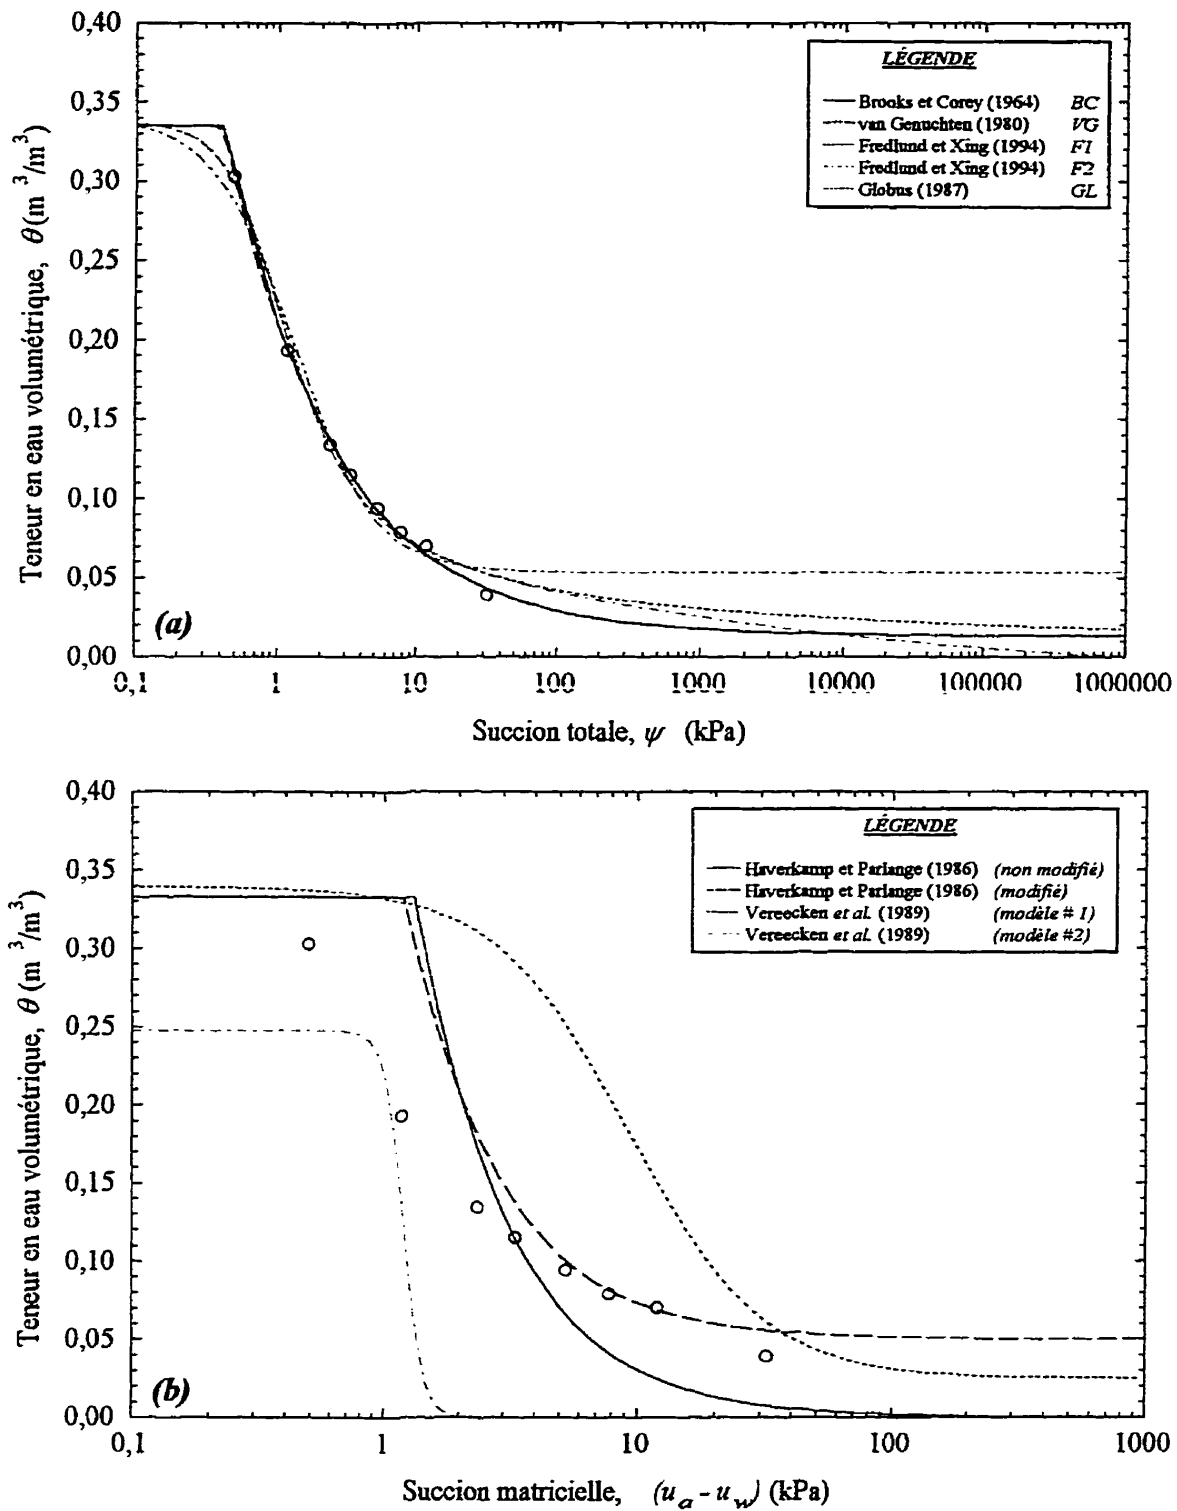 0,40
0,35
0,30
0,25
0,20
0,15
0,10
0,05
0,00
Teneur en eau volumétrique, θ (m ³/m³)
LÉGENDE
Brooks et Corey (1964) BC
van Genuchten (1980) VG
Fredlund et Xing (1994) F1
Fredlund et Xing (1994) F2
Globus (1987) GL
(a)
0,1 1 10 100 1000 10000 100000 1000000
Succion totale, ψ (kPa)
0,40
0,35
0,30
0,25
0,20
0,15
0,10
0,05
0,00
Teneur en eau volumétrique, θ (m ³/m³)
LÉGENDE
Haverkamp et Parlange (1986) (non modifié)
Haverkamp et Parlange (1986) (modifié)
Vereecken et al. (1989) (modèle # 1)
Vereecken et al. (1989) (modèle #2)
(b)
0,1 1 10 100 1000
Succion matricielle, (u_a - u_w) (kPa)